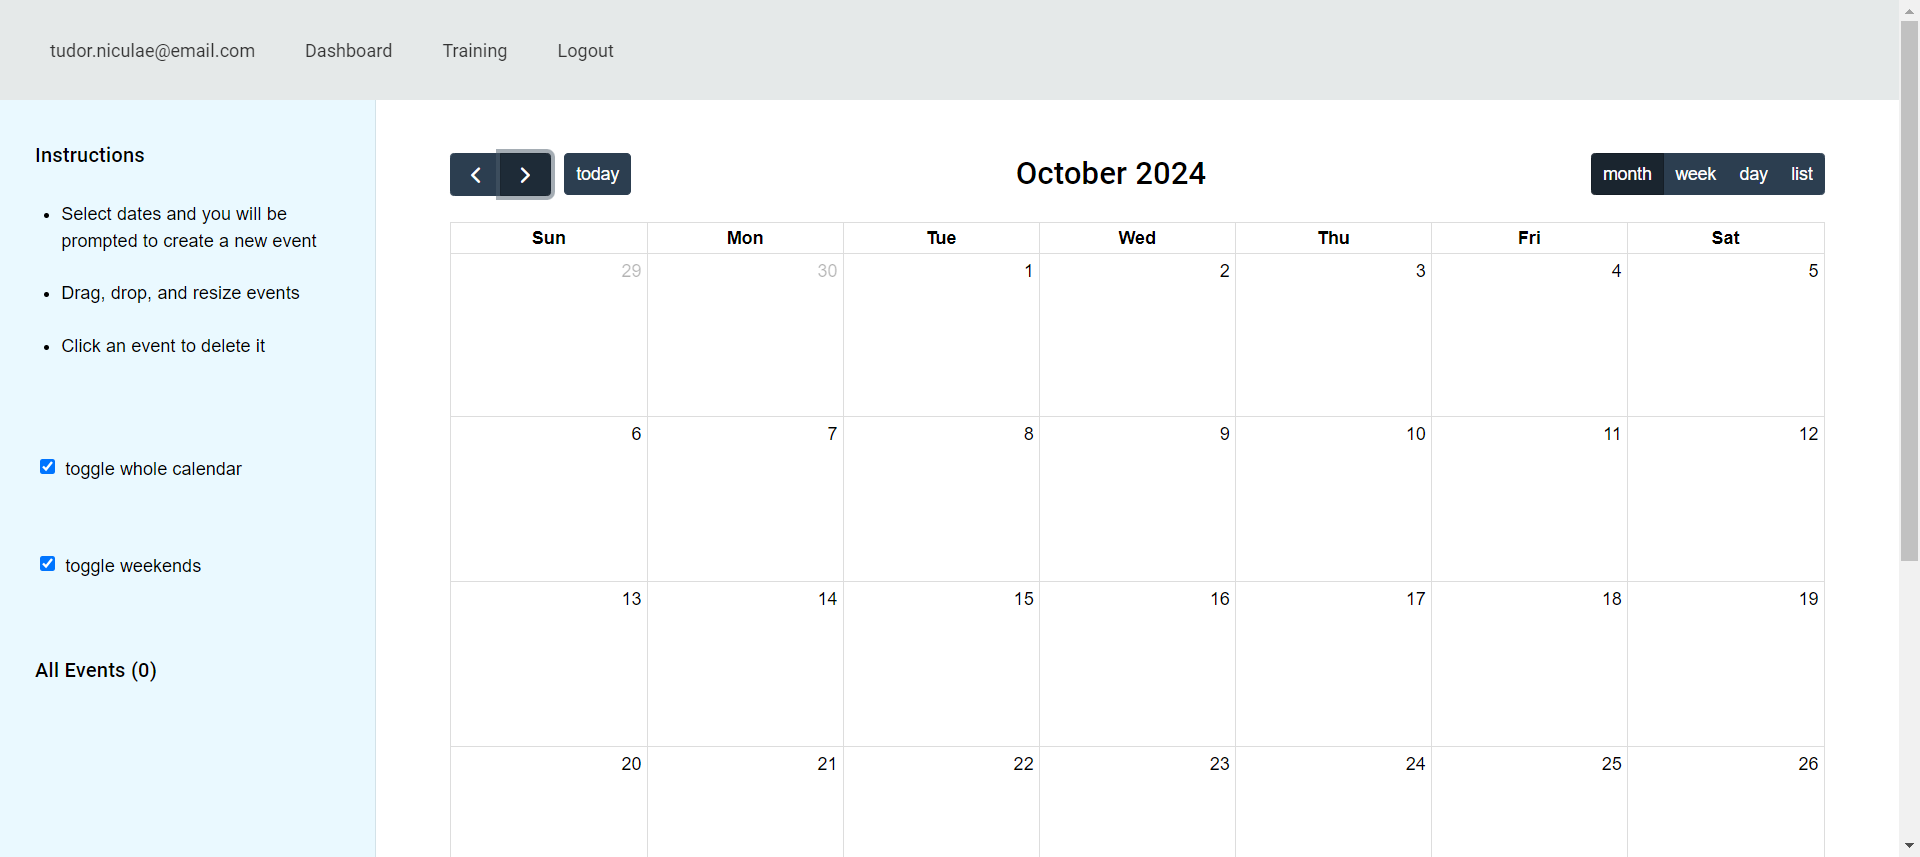 tudor.niculae@email.com Dashboard Training Logout
Instructions
Select dates and you will be
prompted to create a new event
Drag, drop, and resize events
Click an event to delete it
toggle whole calendar
toggle weekends
All Events (0)
today
October 2024
month week day list
Sun Mon Tue Wed Thu Fri Sat
29 30 1 2 3 4 5
6 7 8 9 10 11 12
13 14 15 16 17 18 19
20 21 22 23 24 25 26